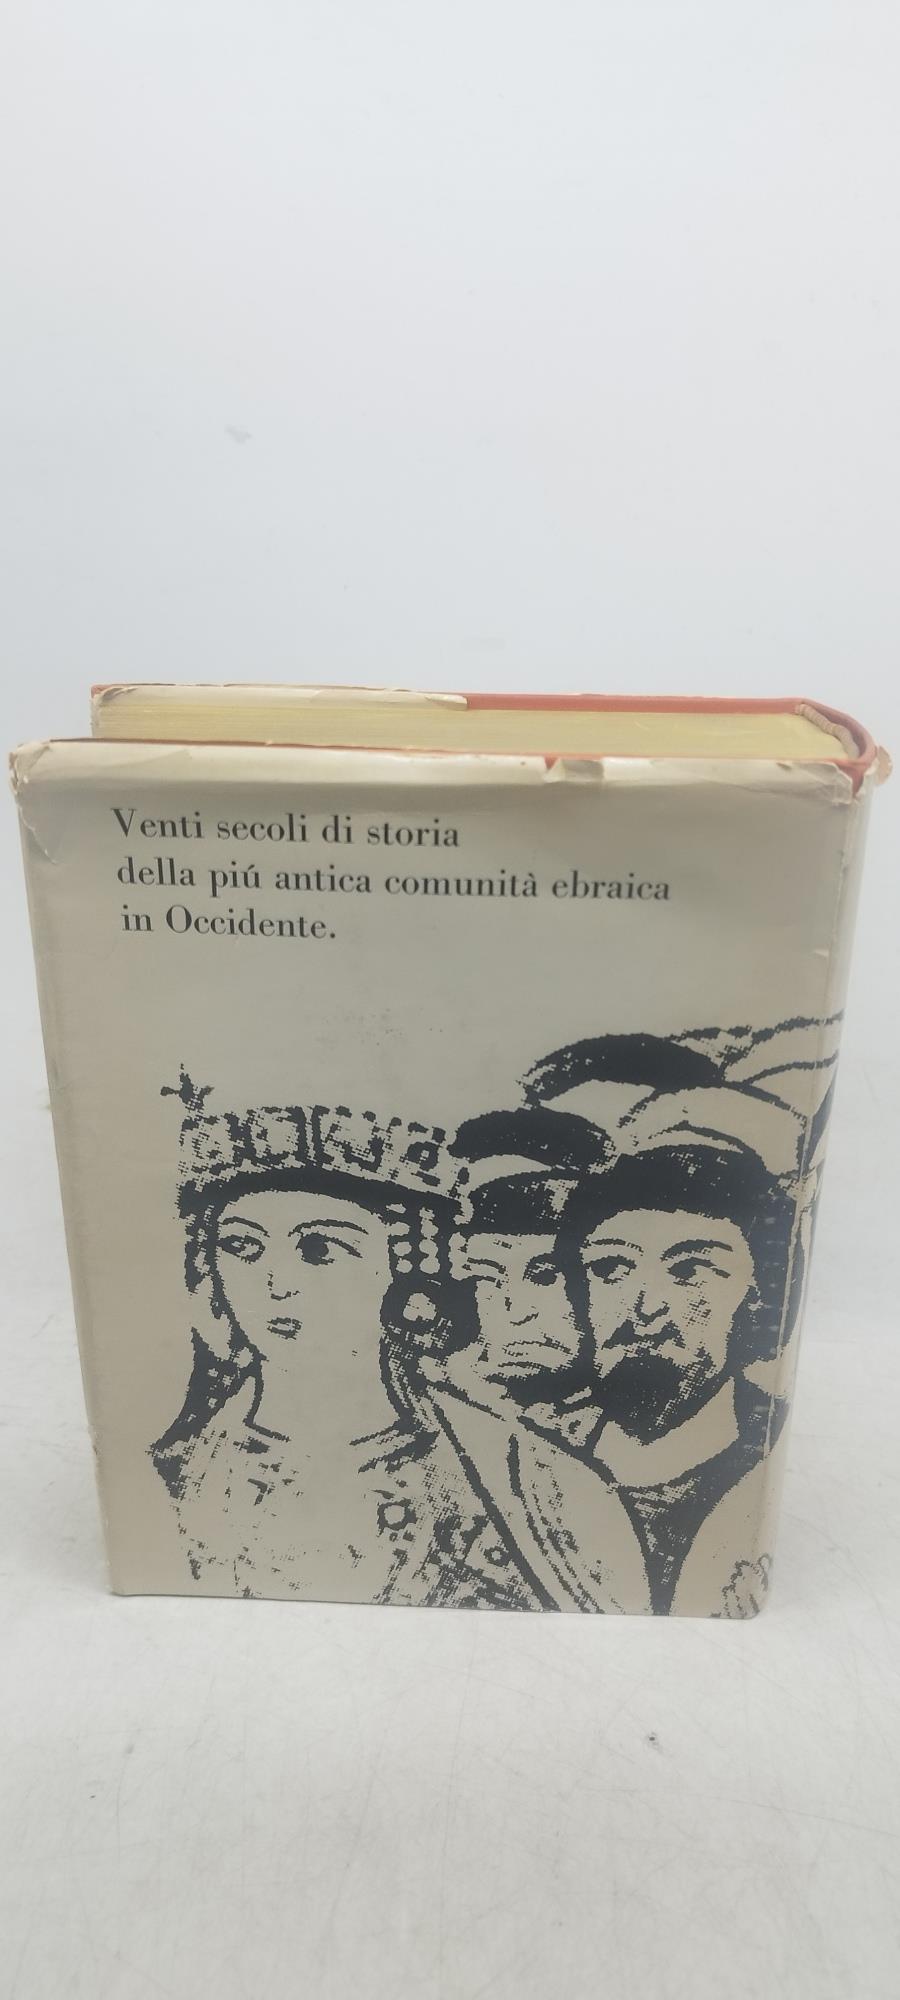 Venti secoli di storia
della piú antica comunità ebraica
in Occidente.